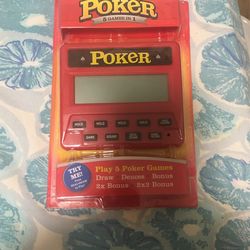 POKER
5 GAMES IN 1
POKER
HOLD HOLD HOLD HOLD HOLD
TRY
ME!
Play 5 Poker Games
Draw Deuces Bonus
2x Bonus 2x2 Bonus